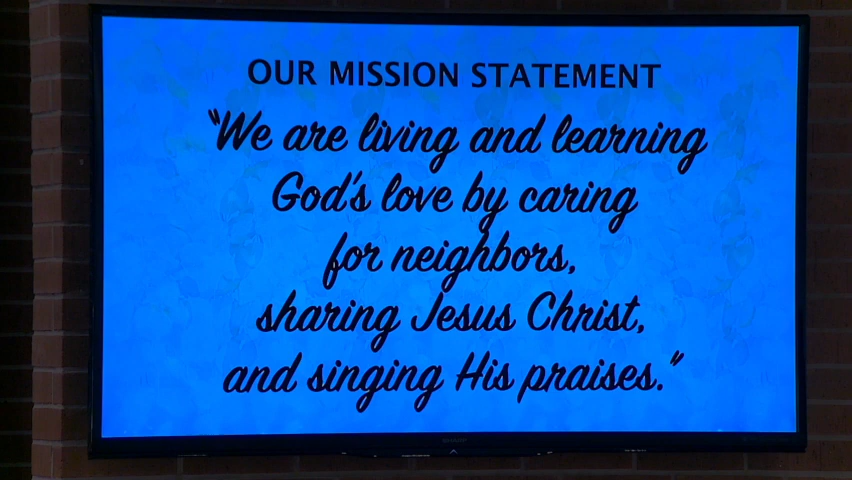 OUR MISSION STATEMENT
"We are living and learning
God's love by caring
for neighbors,
sharing Jesus Christ,
and singing His praises."
SHARP